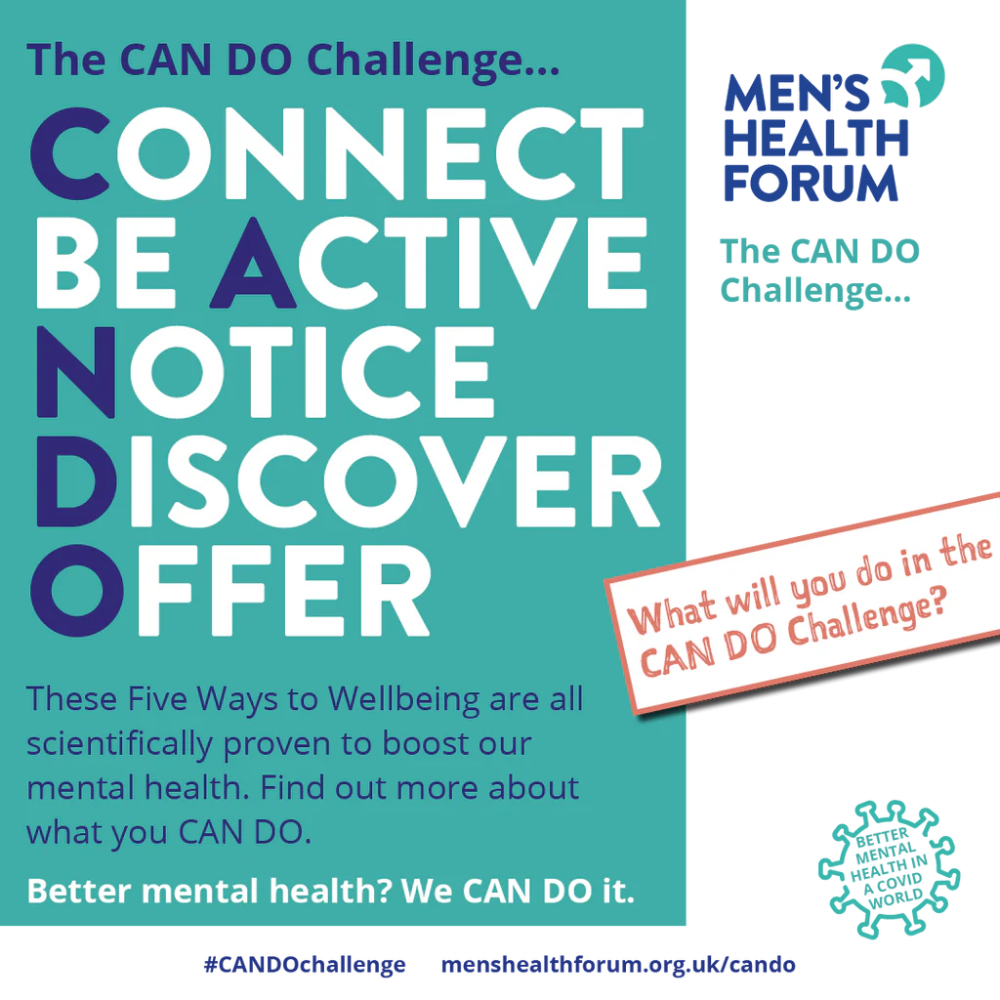 The CAN DO Challenge...
CONNECT
BE ACTIVE
NOTICE
DISCOVER
OFFER
These Five Ways to Wellbeing are all
scientifically proven to boost our
mental health. Find out more about
what you CAN DO.
Better mental health? We CAN DO it.
MEN'S
HEALTH
FORUM
The CAN DO
Challenge...
What will you do in the
CAN DO Challenge?
BETTER
MENTAL
HEALTH IN
A COVID
WORLD
#CANDOchallenge menshealthforum.org.uk/cando